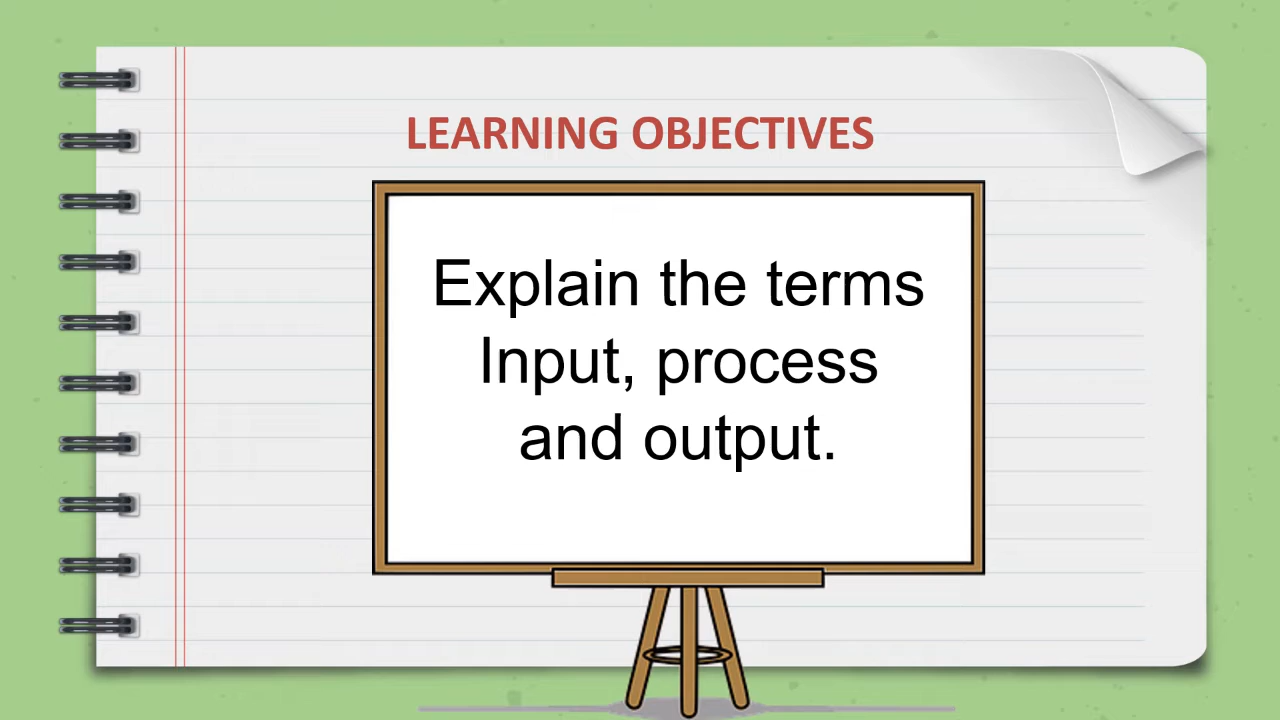 LEARNING OBJECTIVES
Explain the terms
Input, process
and output.